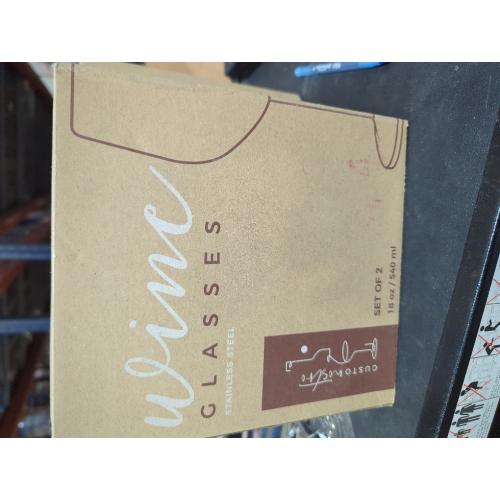 wine
GLASSES
STAINLESS STEEL
SET OF 2
18 oz / 540 ml